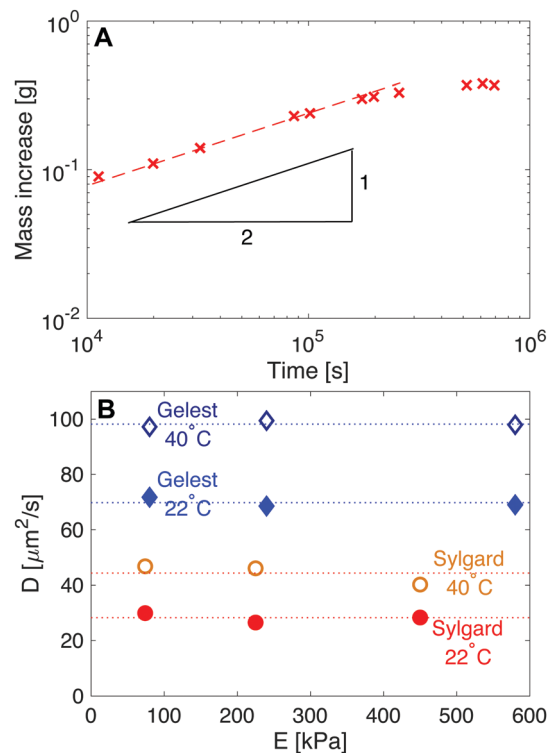 A
10^0
10^-1
10^-2
Mass increase [g]
1
2
10^4
10^5
10^6
Time [s]
B
100
80
60
40
20
0
D [μm^2/s]
Gelest
40°C
Gelest
22°C
Sylgard
40°C
Sylgard
22°C
0
100
200
300
400
500
600
E [kPa]